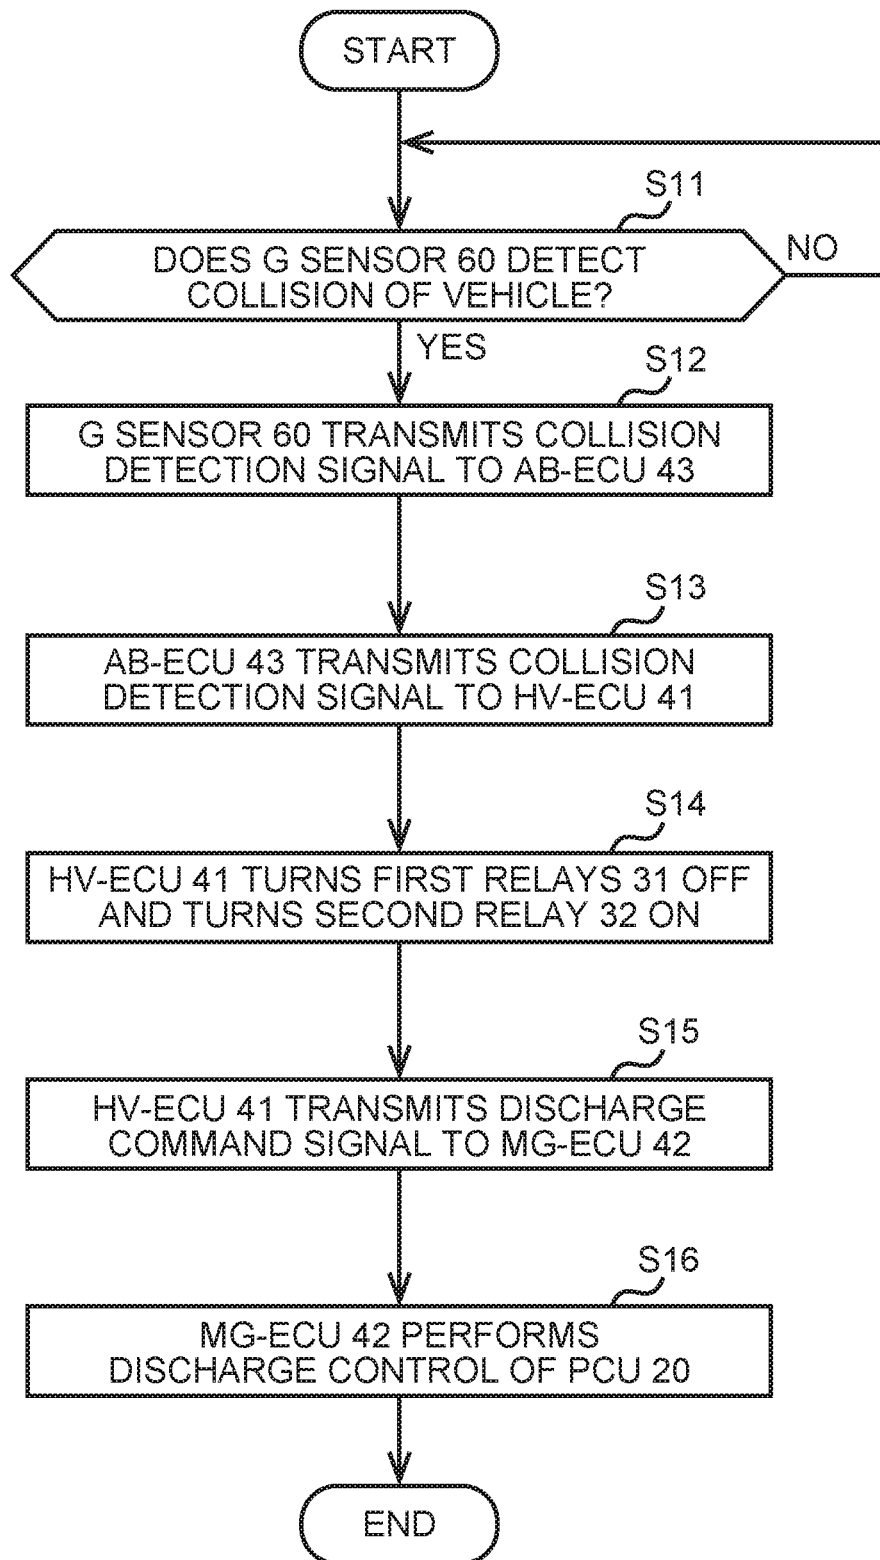 START
S11
DOES G SENSOR 60 DETECT
COLLISION OF VEHICLE?
NO
YES
S12
G SENSOR 60 TRANSMITS COLLISION
DETECTION SIGNAL TO AB-ECU 43
S13
AB-ECU 43 TRANSMITS COLLISION
DETECTION SIGNAL TO HV-ECU 41
S14
HV-ECU 41 TURNS FIRST RELAYS 31 OFF
AND TURNS SECOND RELAY 32 ON
S15
HV-ECU 41 TRANSMITS DISCHARGE
COMMAND SIGNAL TO MG-ECU 42
S16
MG-ECU 42 PERFORMS
DISCHARGE CONTROL OF PCU 20
END